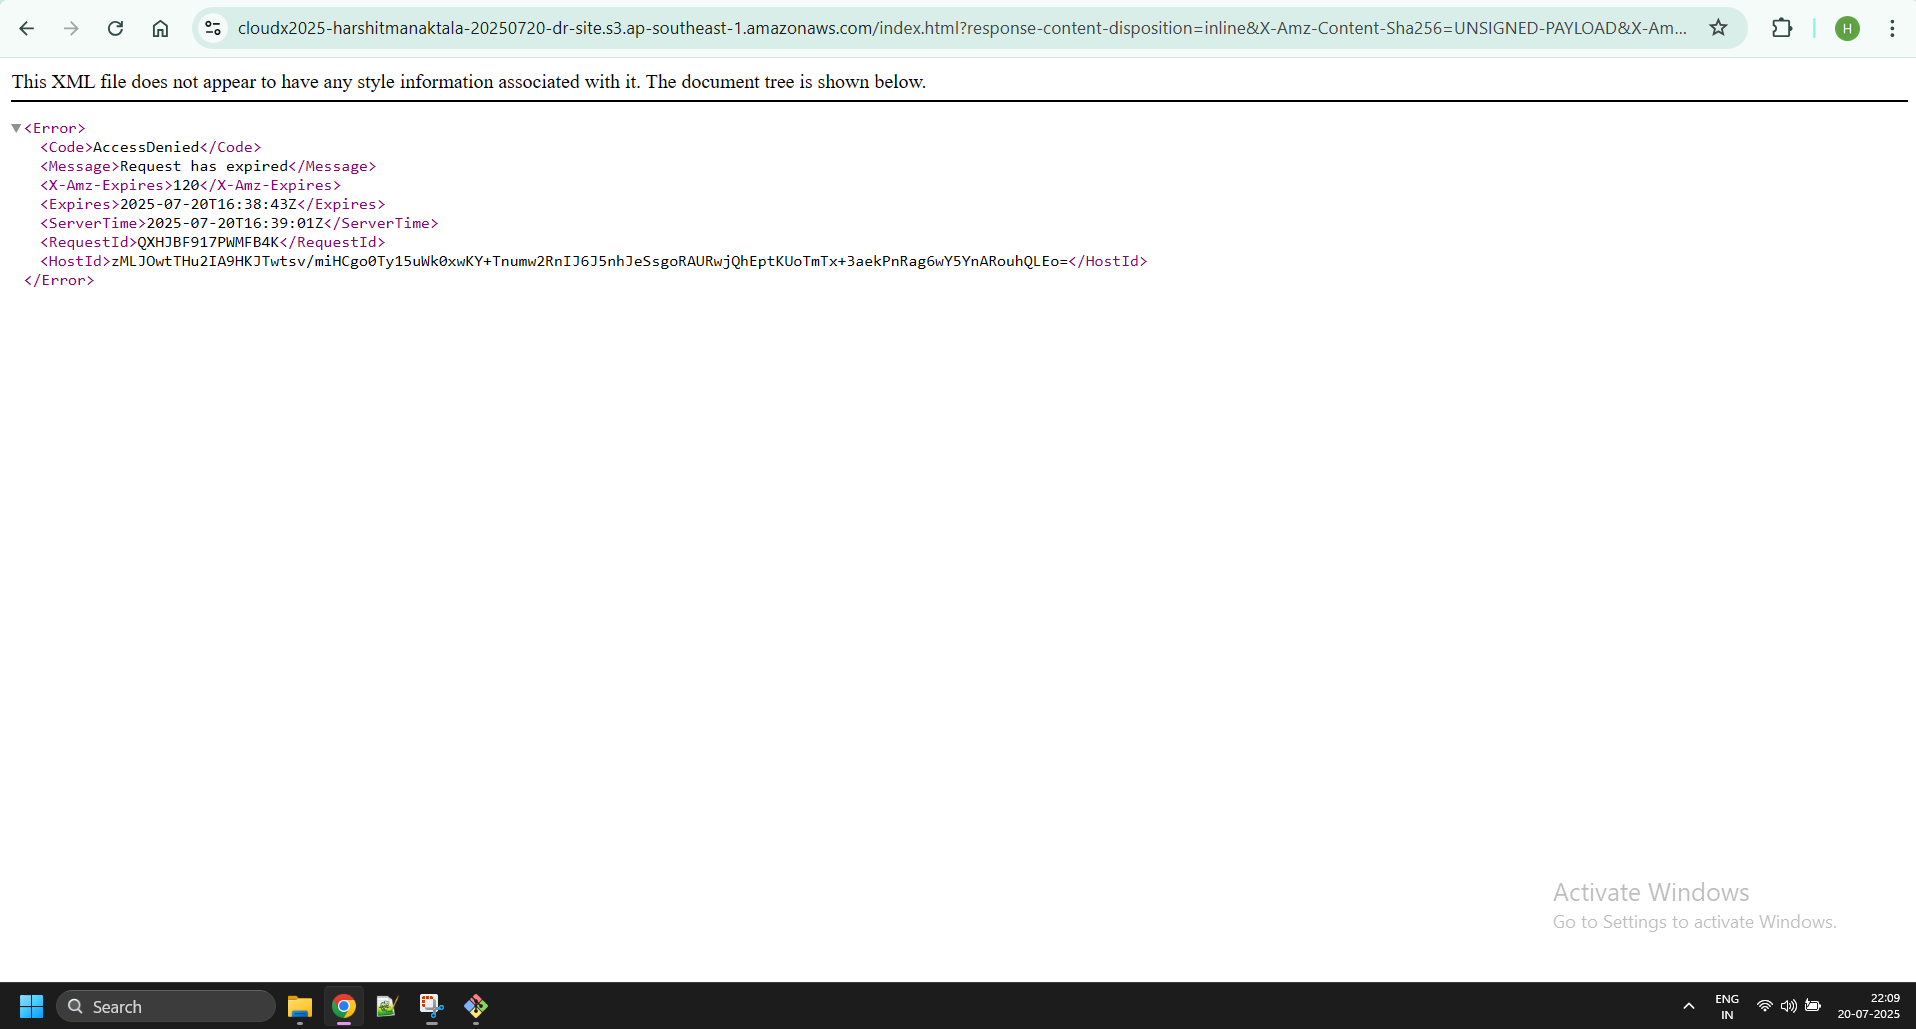 cloudx2025-harshitmanaktala-20250720-dr-site.s3.ap-southeast-1.amazonaws.com/index.html?response-content-disposition=inline&X-Amz-Content-Sha256=UNSIGNED-PAYLOAD&X-Am...
H
This XML file does not appear to have any style information associated with it. The document tree is shown below.
▼<Error>
<Code>AccessDenied</Code>
<Message>Request has expired</Message>
<X-Amz-Expires>120</X-Amz-Expires>
<Expires>2025-07-20T16:38:43Z</Expires>
<ServerTime>2025-07-20T16:39:01Z</ServerTime>
<RequestId>QXHJBF917PWMFB4K</RequestId>
<HostId>zMLJOwtTHu2IA9HKJTwtsv/miHCgo0Ty15uWk0xwKY+Tnumw2RnIJ6J5nhJeSsgoRAURwjQhEptKUoTmTx+3aekPnRag6wY5YnARouhQLEo=</HostId>
</Error>
Activate Windows
Go to Settings to activate Windows.
Search
ENG
IN
22:09
20-07-2025